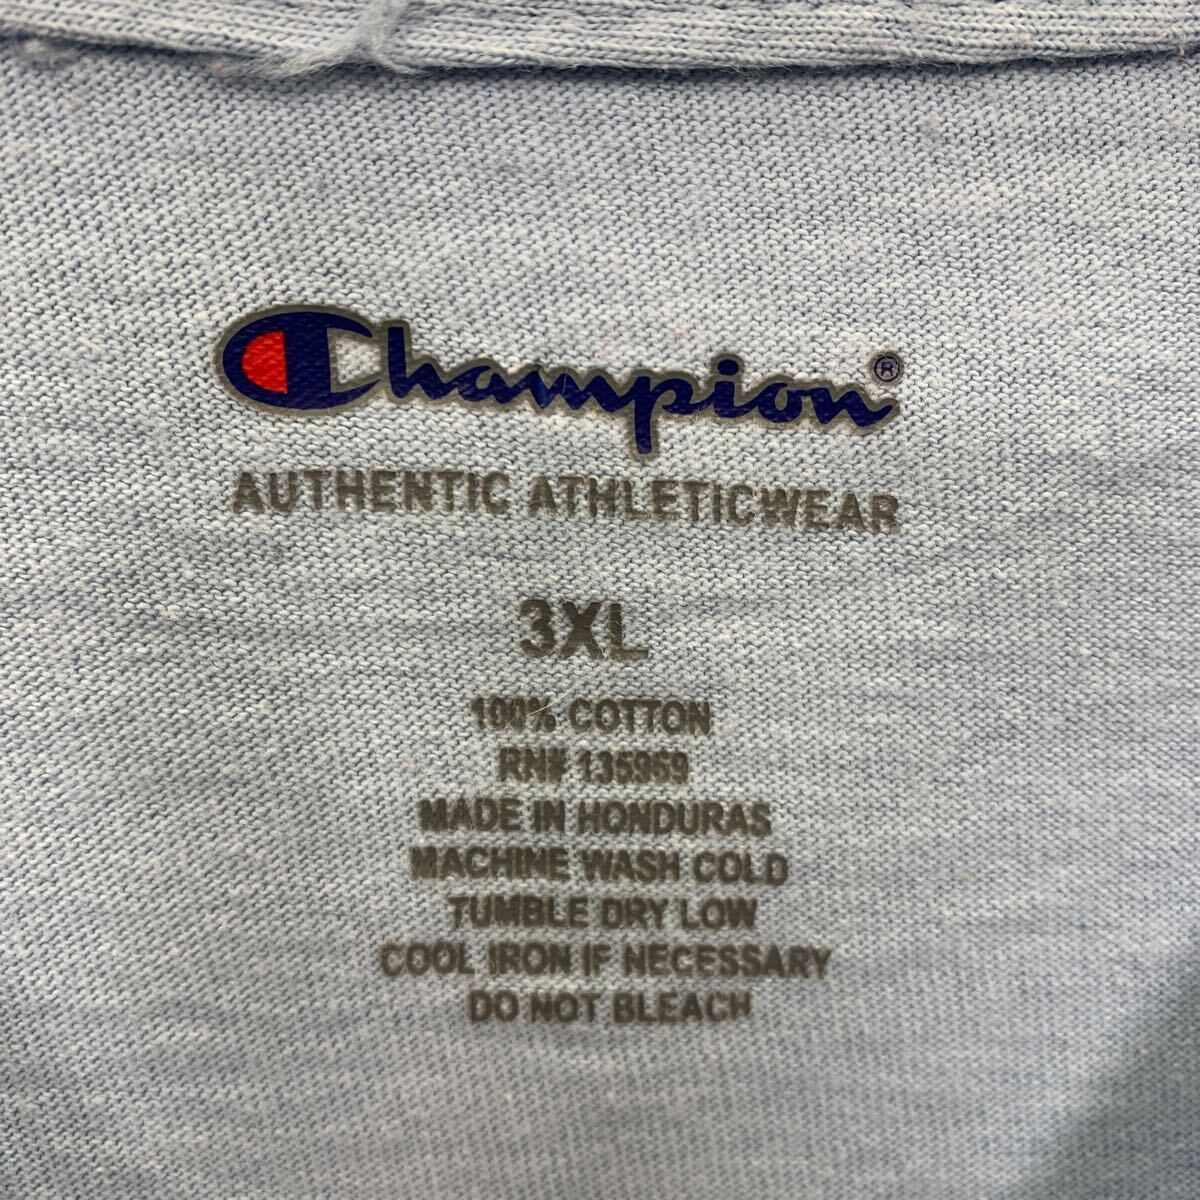 Champion®
AUTHENTIC ATHLETICWEAR
3XL
100% COTTON
RN# 135959
MADE IN HONDURAS
MACHINE WASH COLD
TUMBLE DRY LOW
COOL IRON IF NECESSARY
DO NOT BLEACH